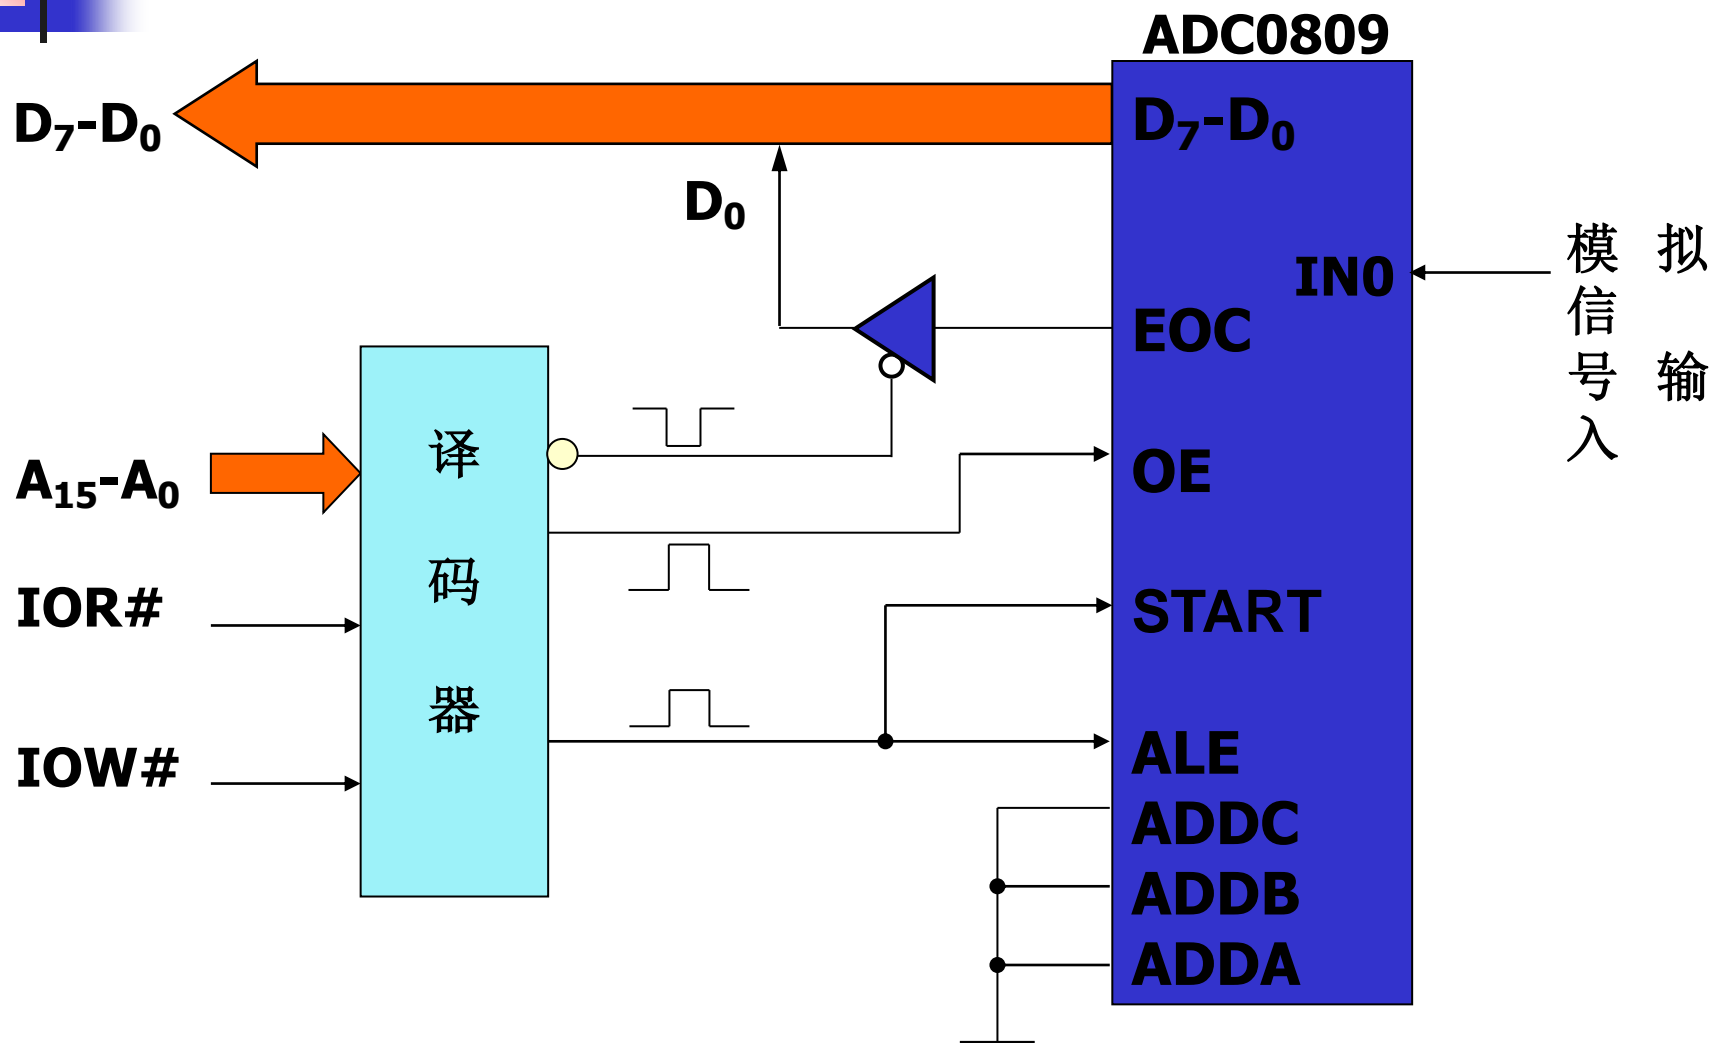 ADC0809
D7-D0
D7-D0
D0
IN0
模 拟
信
号 输
入
EOC
译
码
器
A15-A0
OE
IOR#
START
IOW#
ALE
ADDC
ADDB
ADDA